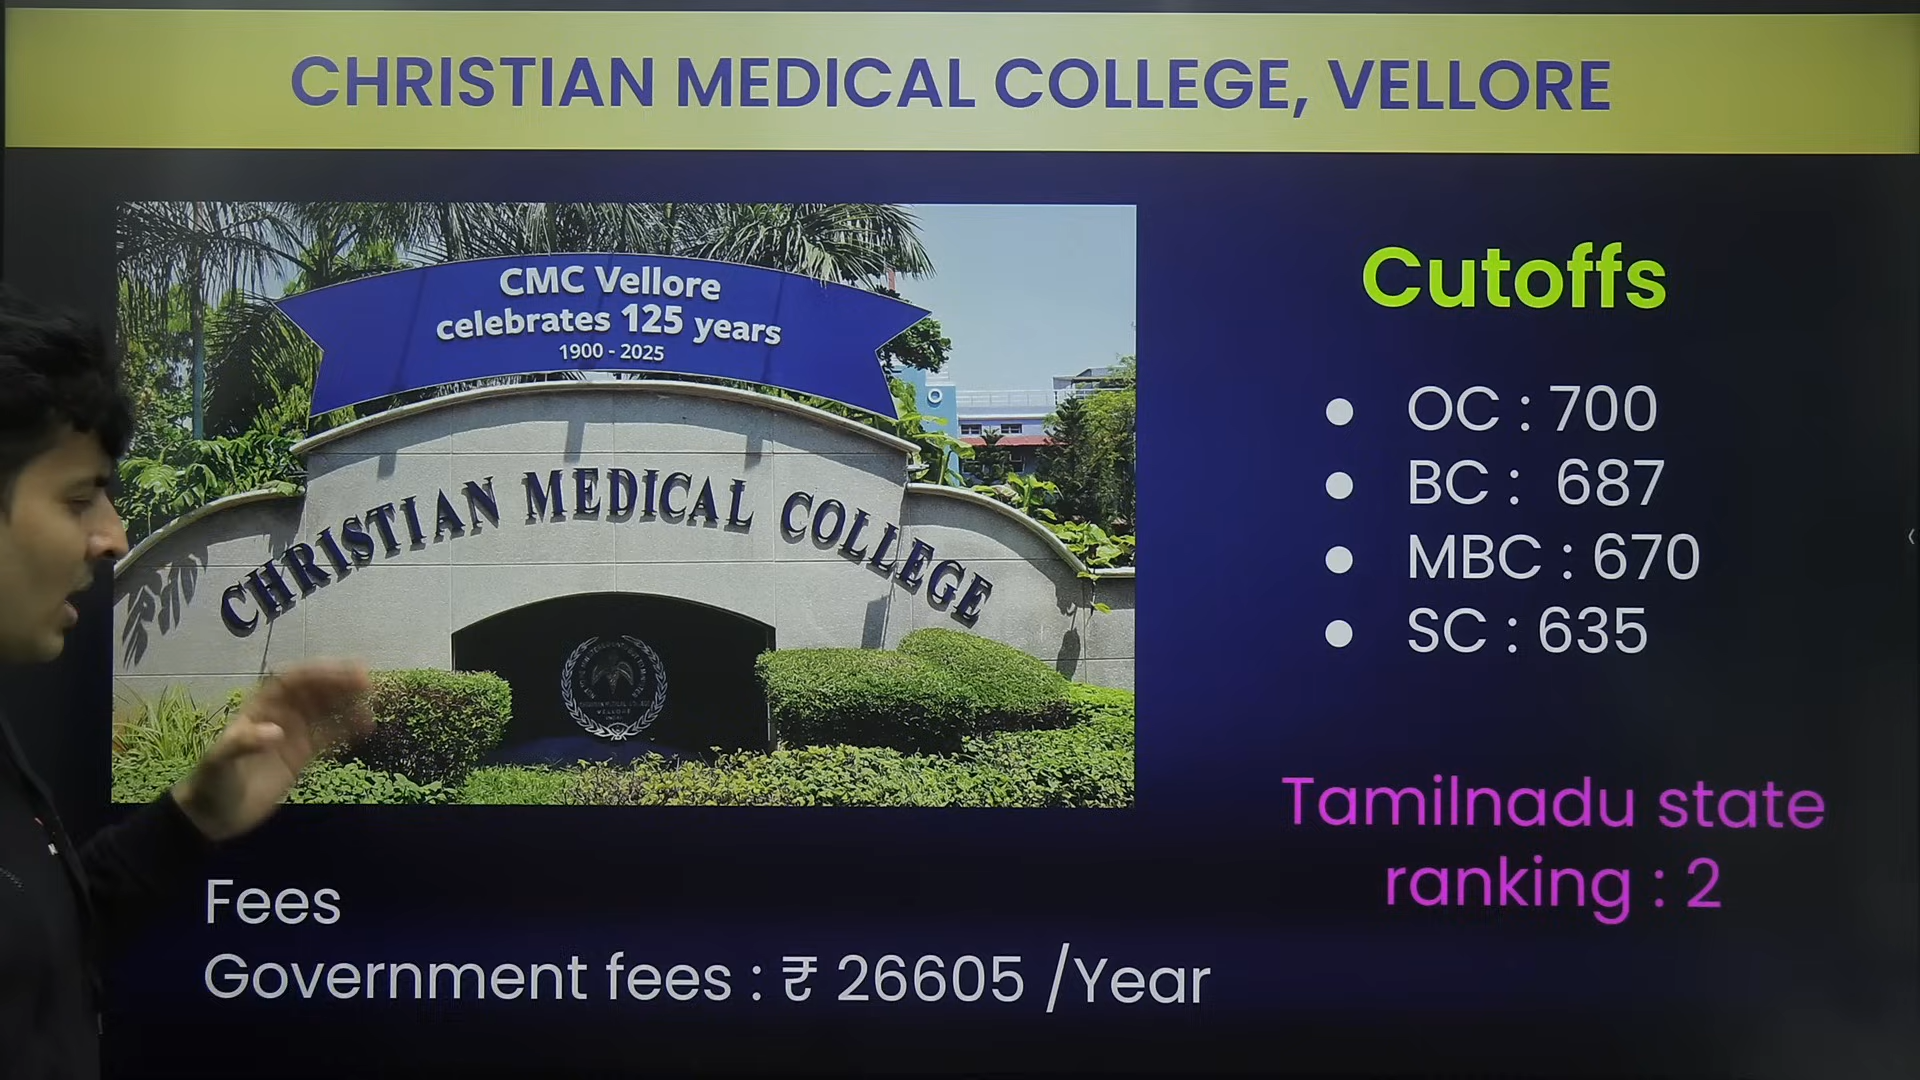 CHRISTIAN MEDICAL COLLEGE, VELLORE
CMC Vellore
celebrates 125 years
1900 - 2025
CHRISTIAN MEDICAL COLLEGE
Cutoffs
● OC : 700
● BC : 687
● MBC : 670
● SC : 635
Tamilnadu state
ranking : 2
Fees
Government fees : ₹ 26605 /Year